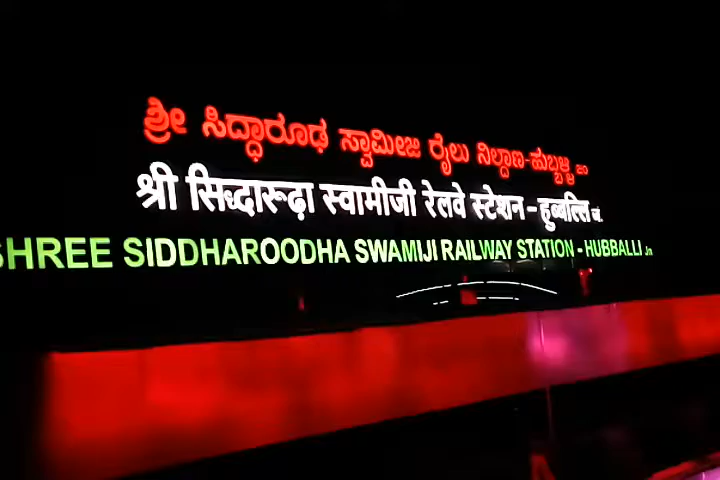 ಶ್ರೀ ಸಿದ್ಧಾರೂಢ ಸ್ವಾಮೀಜಿ ರೈಲು ನಿಲ್ದಾಣ-ಹುಬ್ಬಳ್ಳಿ ಜಂ
श्री सिद्धारूढ़ा स्वामीजी रेलवे स्टेशन - हुब्बल्लि जं.
SHREE SIDDHAROODHA SWAMIJI RAILWAY STATION - HUBBALLI Jn